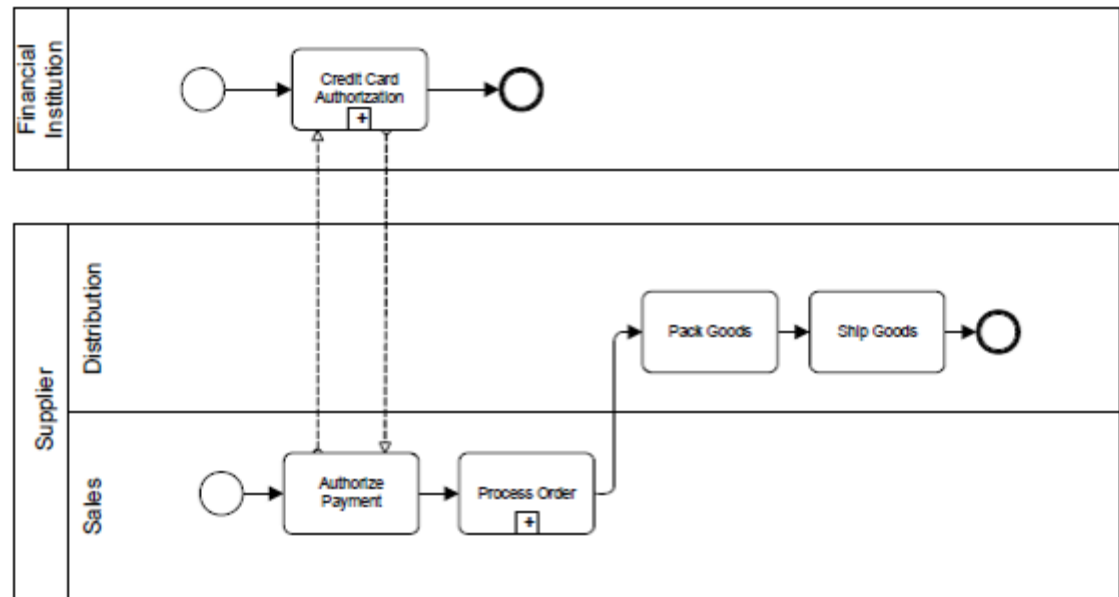 Financial
Institution
Credit Card
Authorization
+
Supplier
Distribution
Pack Goods
Ship Goods
Sales
Authorize
Payment
Process Order
+